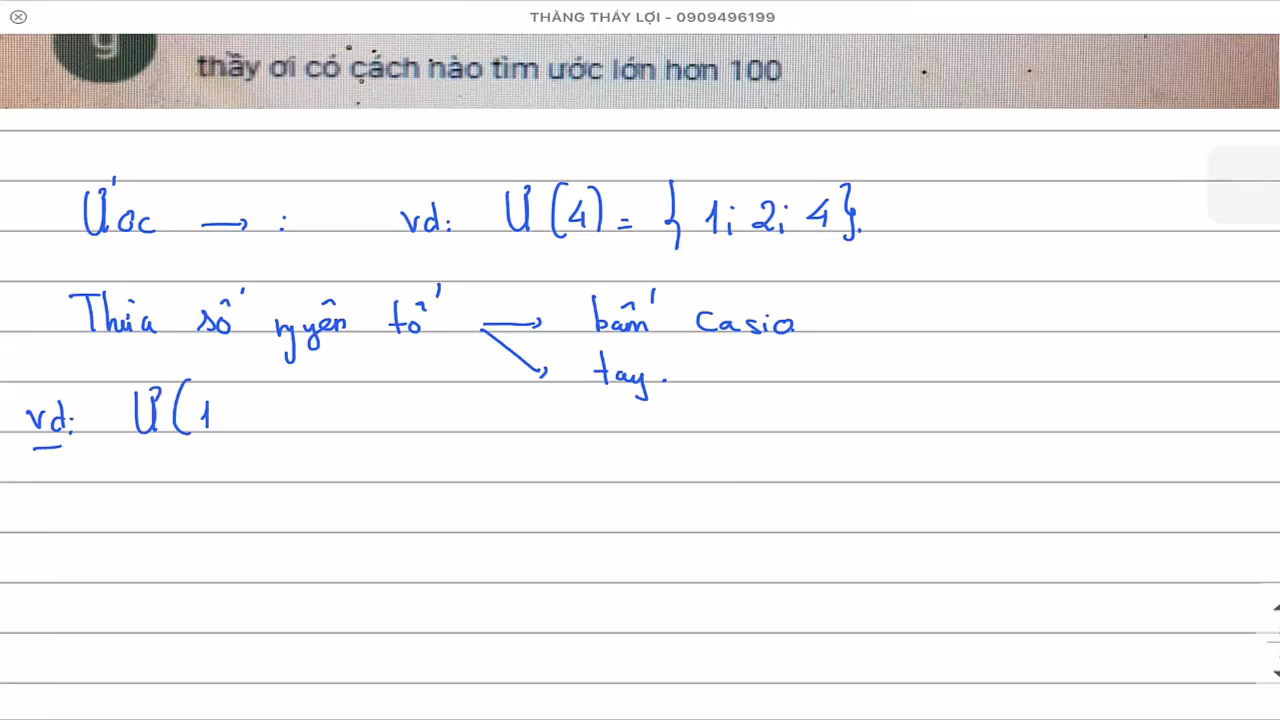 THẰNG THẦY LỢI - 0909496199
g
thầy ơi có cách nào tìm ước lớn hơn 100
Ước → : vd: Ư(4) = { 1; 2; 4}.
Thừa số nguyên tố → bấm Casio
tay.
vd: Ư(1